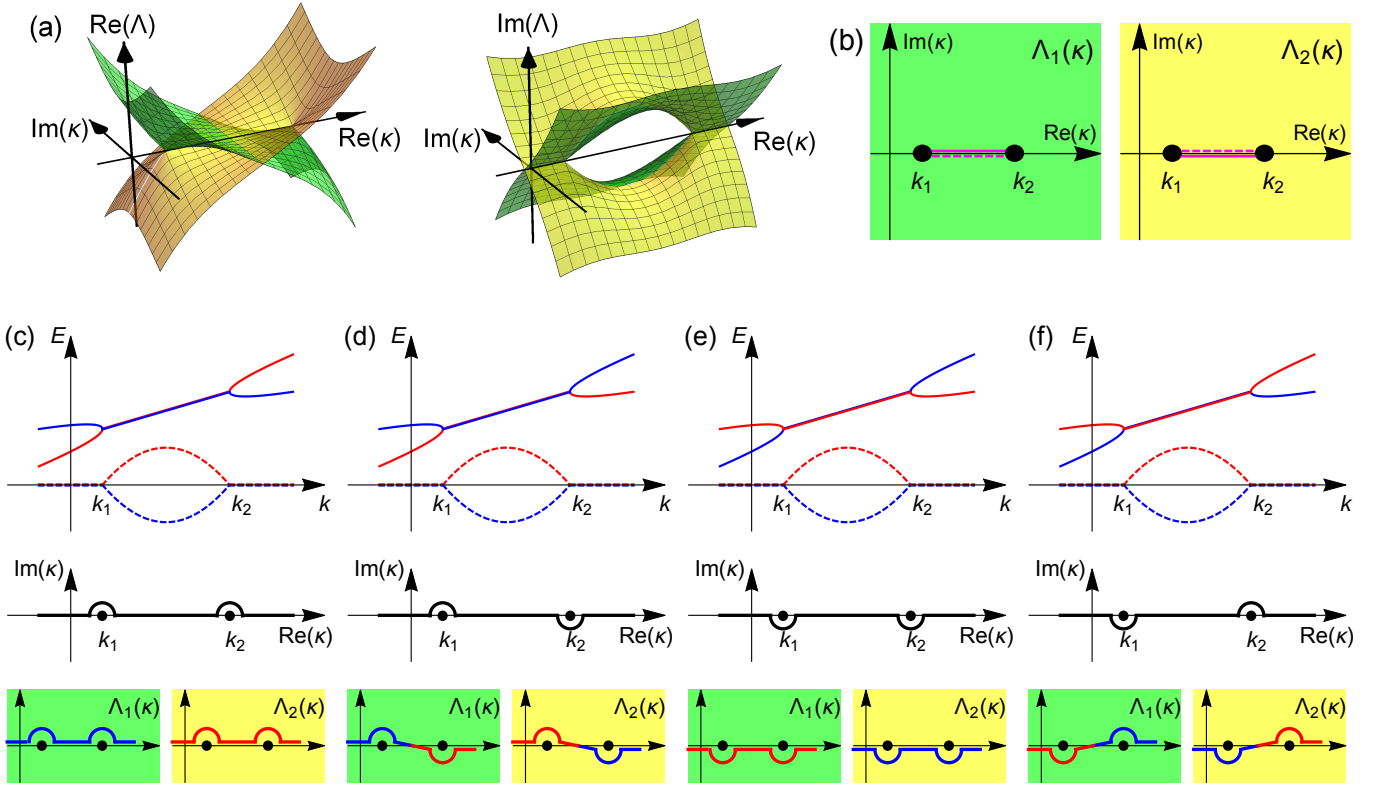 (a)
Re(Λ)
Im(κ)
Re(κ)
Im(Λ)
Im(κ)
Re(κ)
(b)
Im(κ)
Λ1(κ)
Re(κ)
k1
k2
Im(κ)
Λ2(κ)
Re(κ)
k1
k2
(c)
E
k1
k2
k
(d)
E
k1
k2
k
(e)
E
k1
k2
k
(f)
E
k1
k2
k
Im(κ)
k1
k2
Re(κ)
Im(κ)
k1
k2
Re(κ)
Im(κ)
k1
k2
Re(κ)
Im(κ)
k1
k2
Re(κ)
Λ1(κ)
Λ2(κ)
Λ1(κ)
Λ2(κ)
Λ1(κ)
Λ2(κ)
Λ1(κ)
Λ2(κ)